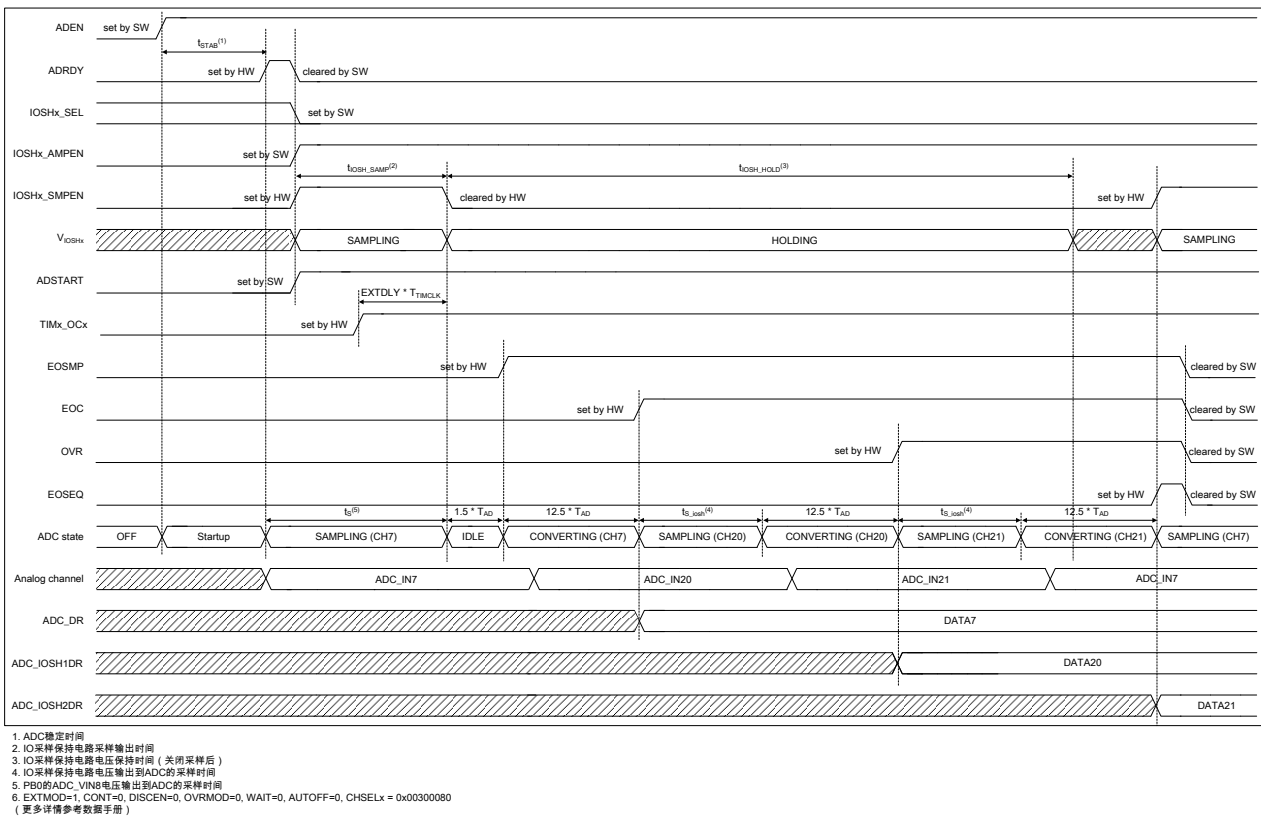 ADEN set by SW
tSTAB(1)
ADRDY set by HW cleared by SW
IOSHx_SEL set by SW
IOSHx_AMPEN set by SW
tIOSH_SAMP(2) tIOSH_HOLD(3)
IOSHx_SMPEN set by HW cleared by HW set by HW
VIOSHx SAMPLING HOLDING SAMPLING
ADSTART set by SW
EXTDLY * TTIMCLK
TIMx_OCx set by HW
EOSMP set by HW cleared by SW
EOC set by HW cleared by SW
OVR set by HW cleared by SW
EOSEQ set by HW cleared by SW
tS(5) 1.5 * TAD 12.5 * TAD tS_iosh(4) 12.5 * TAD tS_iosh(4) 12.5 * TAD
ADC state OFF Startup SAMPLING (CH7) IDLE CONVERTING (CH7) SAMPLING (CH20) CONVERTING (CH20) SAMPLING (CH21) CONVERTING (CH21) SAMPLING (CH7)
Analog channel ADC_IN7 ADC_IN20 ADC_IN21 ADC_IN7
ADC_DR DATA7
ADC_IOSH1DR DATA20
ADC_IOSH2DR DATA21
1. ADC稳定时间
2. IO采样保持电路采样输出时间
3. IO采样保持电路电压保持时间（关闭采样后）
4. IO采样保持电路电压输出到ADC的采样时间
5. PB0的ADC_VIN8电压输出到ADC的采样时间
6. EXTMOD=1, CONT=0, DISCEN=0, OVRMOD=0, WAIT=0, AUTOFF=0, CHSELx = 0x00300080
（更多详情参考数据手册）